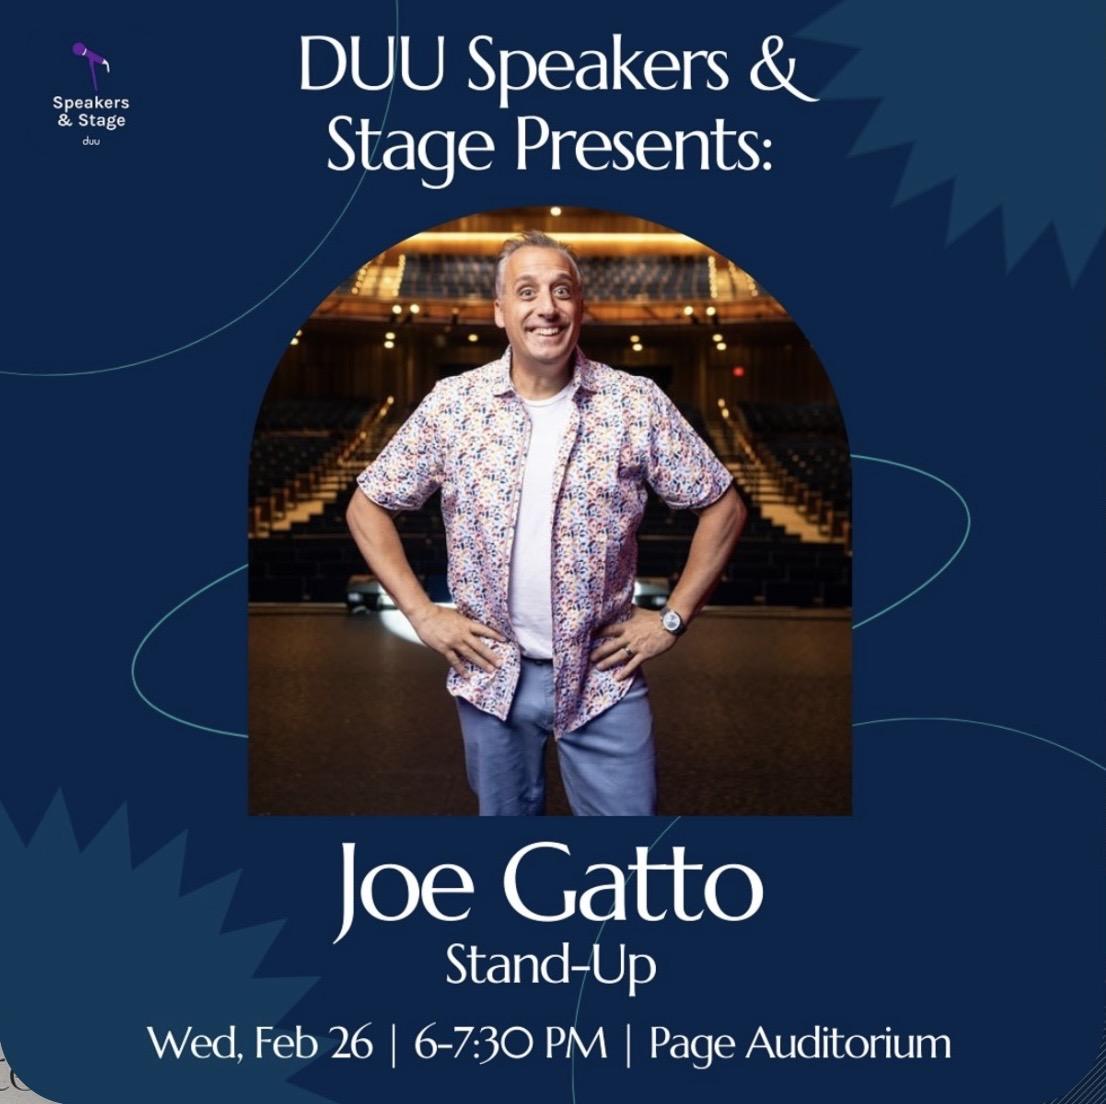 Speakers
& Stage
duu
DUU Speakers &
Stage Presents:
Joe Gatto
Stand-Up
Wed, Feb 26 | 6-7:30 PM | Page Auditorium